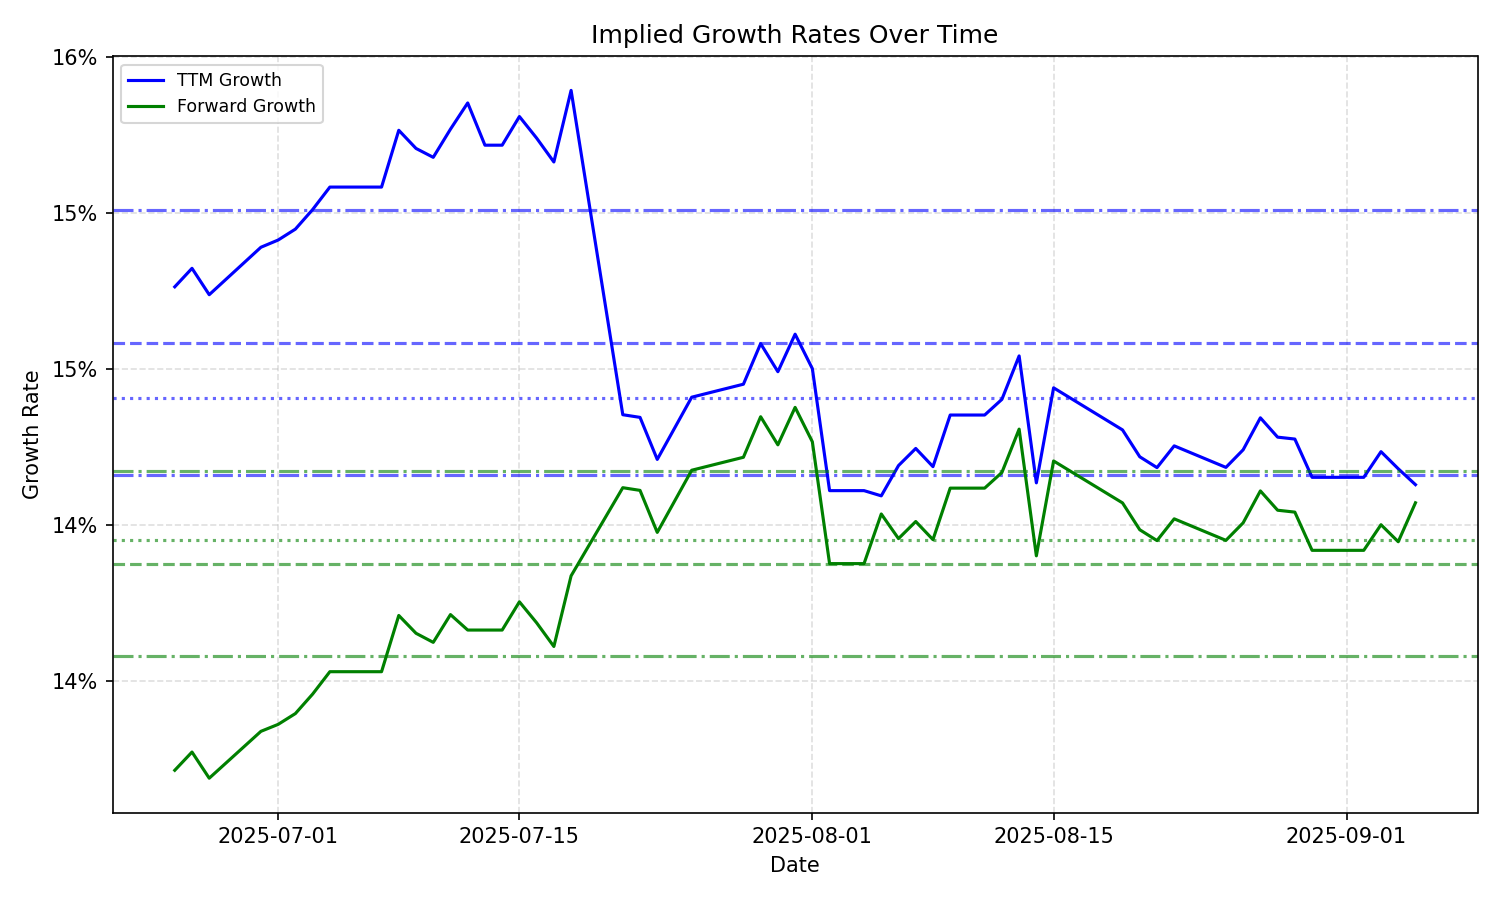 Implied Growth Rates Over Time
16%
15%
15%
14%
14%
Growth Rate
TTM Growth
Forward Growth
2025-07-01
2025-07-15
2025-08-01
2025-08-15
2025-09-01
Date